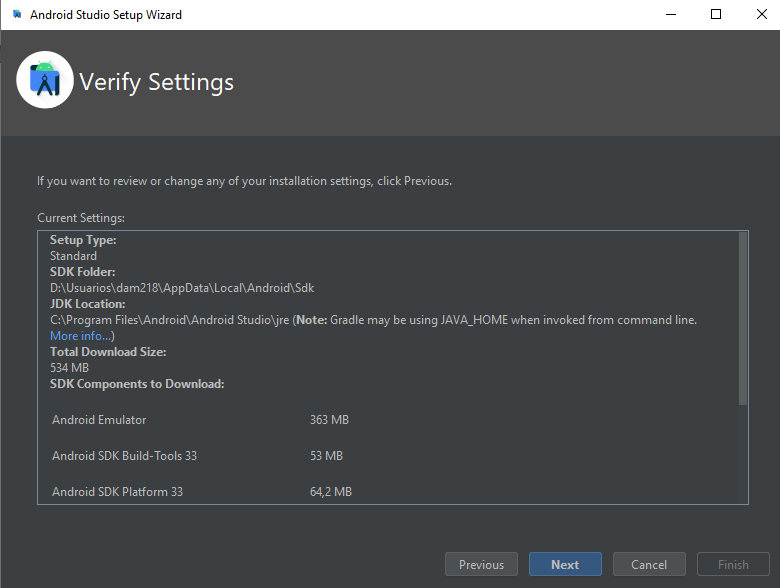 Android Studio Setup Wizard
Verify Settings
If you want to review or change any of your installation settings, click Previous.
Current Settings:
Setup Type:
Standard
SDK Folder:
D:\Usuarios\dam218\AppData\Local\Android\Sdk
JDK Location:
C:\Program Files\Android\Android Studio\jre (Note: Gradle may be using JAVA_HOME when invoked from command line.
More info...)
Total Download Size:
534 MB
SDK Components to Download:
Android Emulator 363 MB
Android SDK Build-Tools 33 53 MB
Android SDK Platform 33 64,2 MB
Previous Next Cancel Finish